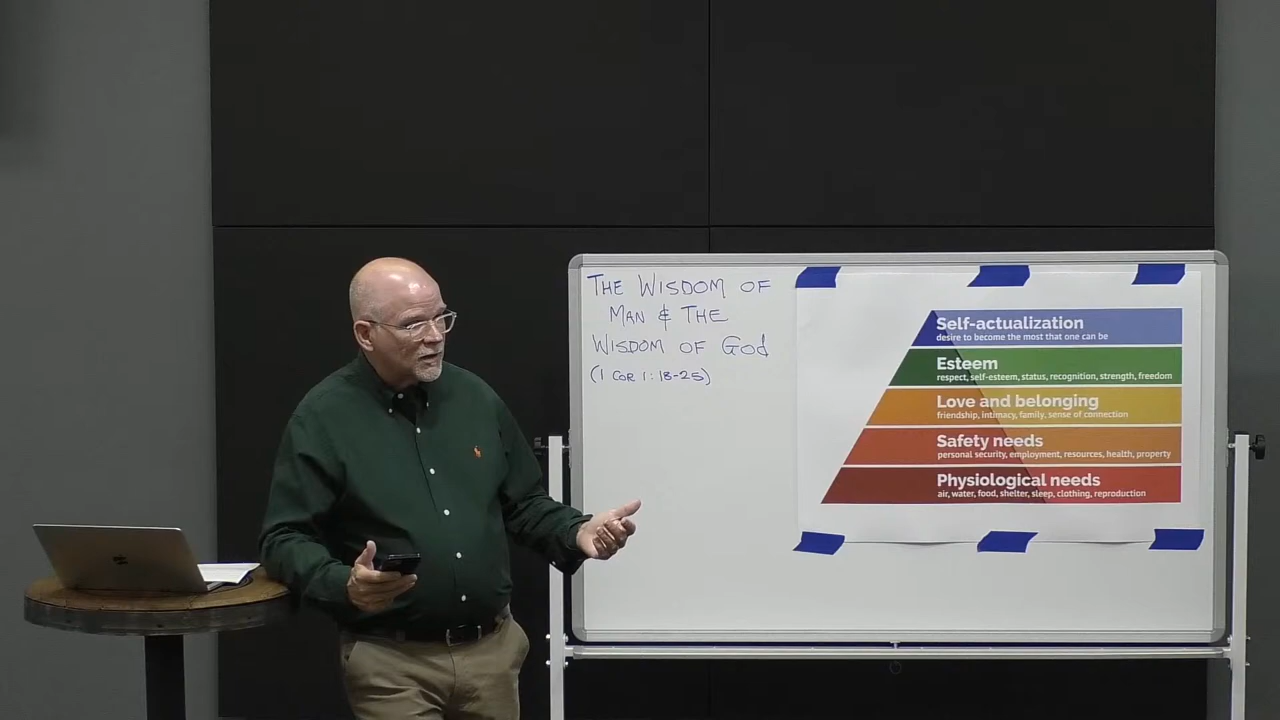 THE WISDOM OF
MAN & THE
WISDOM OF GOD
(1 COR 1:18-25)
Self-actualization
desire to become the most that one can be
Esteem
respect, self-esteem, status, recognition, strength, freedom
Love and belonging
friendship, intimacy, family, sense of connection
Safety needs
personal security, employment, resources, health, property
Physiological needs
air, water, food, shelter, sleep, clothing, reproduction